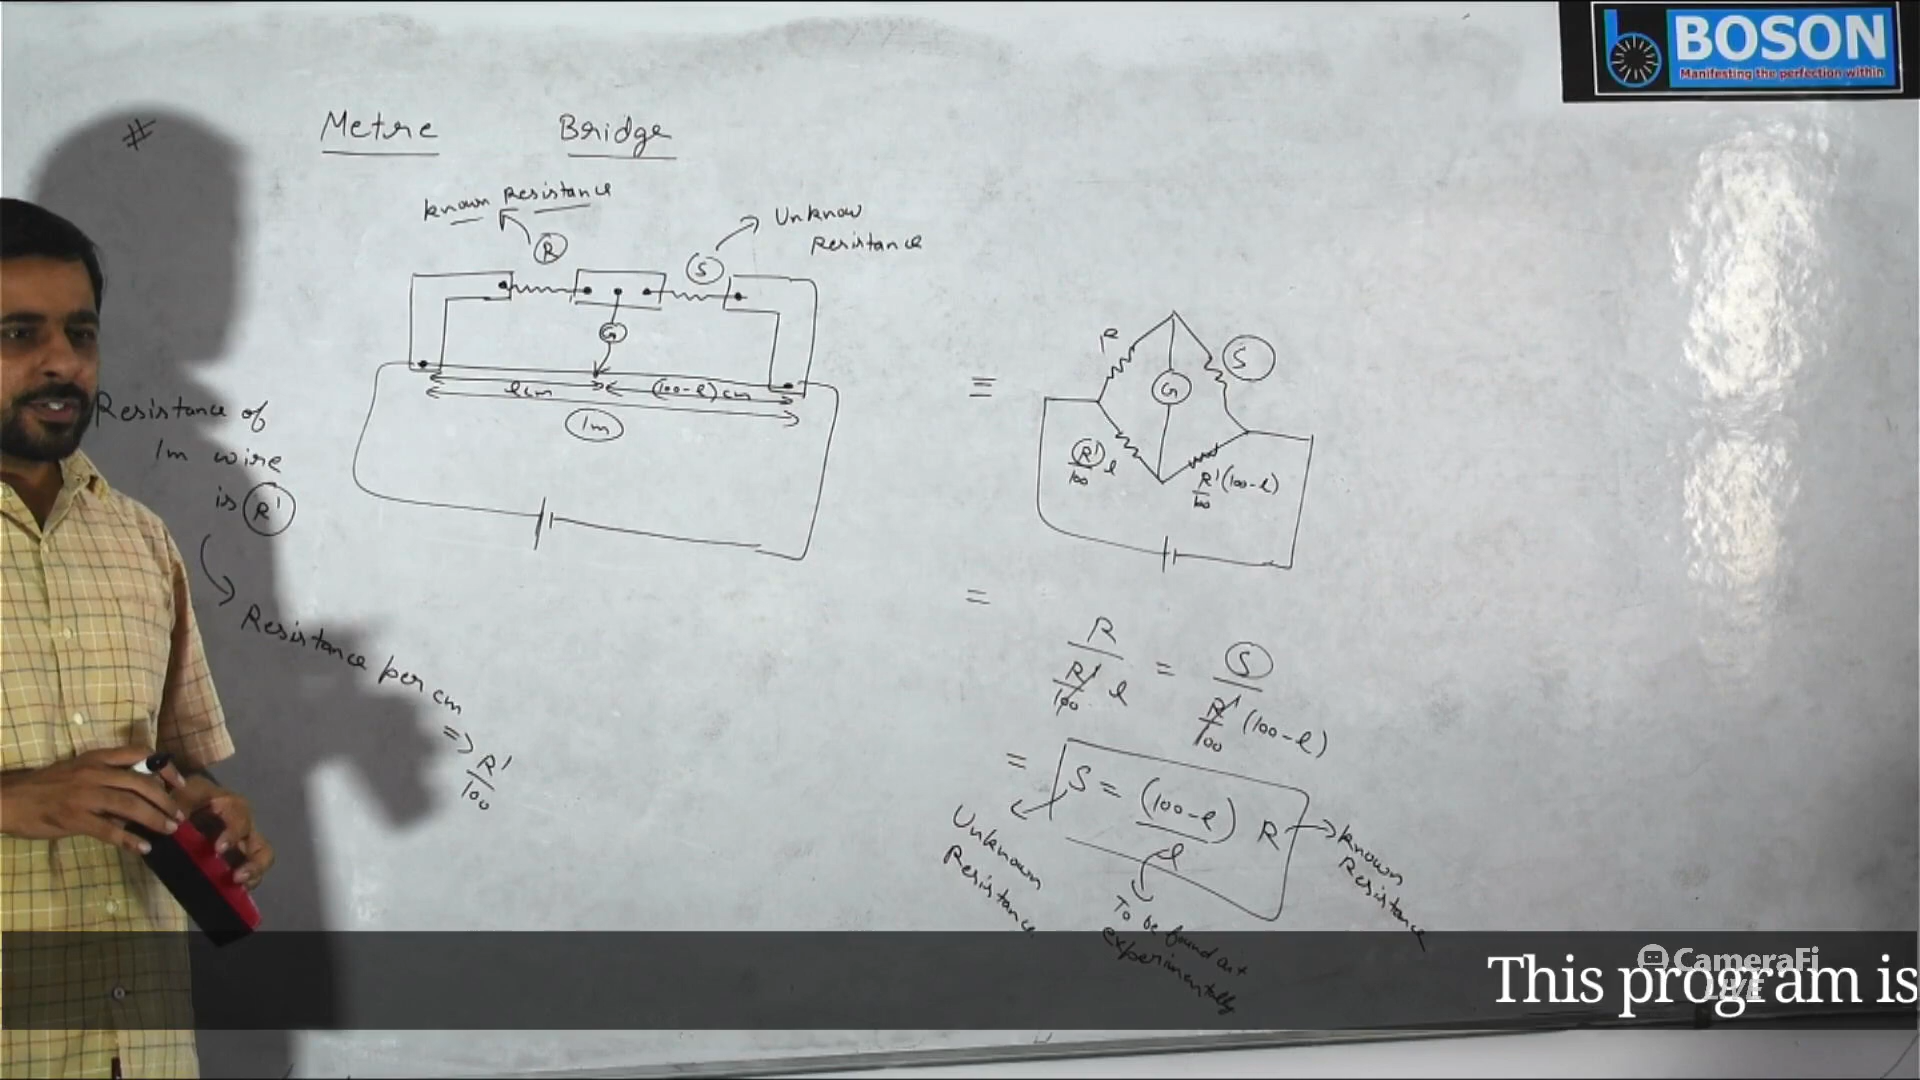 BOSON
Manifesting the perfection within
#
Metre Bridge
known Resistance
Unknow
Resistance
R
S
G
l cm
(100-l) cm
1m
Resistance of
1m wire
is R'
Resistance per cm
=> R'/100
≡
R
S
G
R'/100 l
R'/100 (100-l)
=
R / (R'/100 l) = S / (R'/100 (100-l))
= S = (100-l)/l R
Unknown
Resistance
known
Resistance
To be found out
experimentally
CameraFi
LIVE
This program is